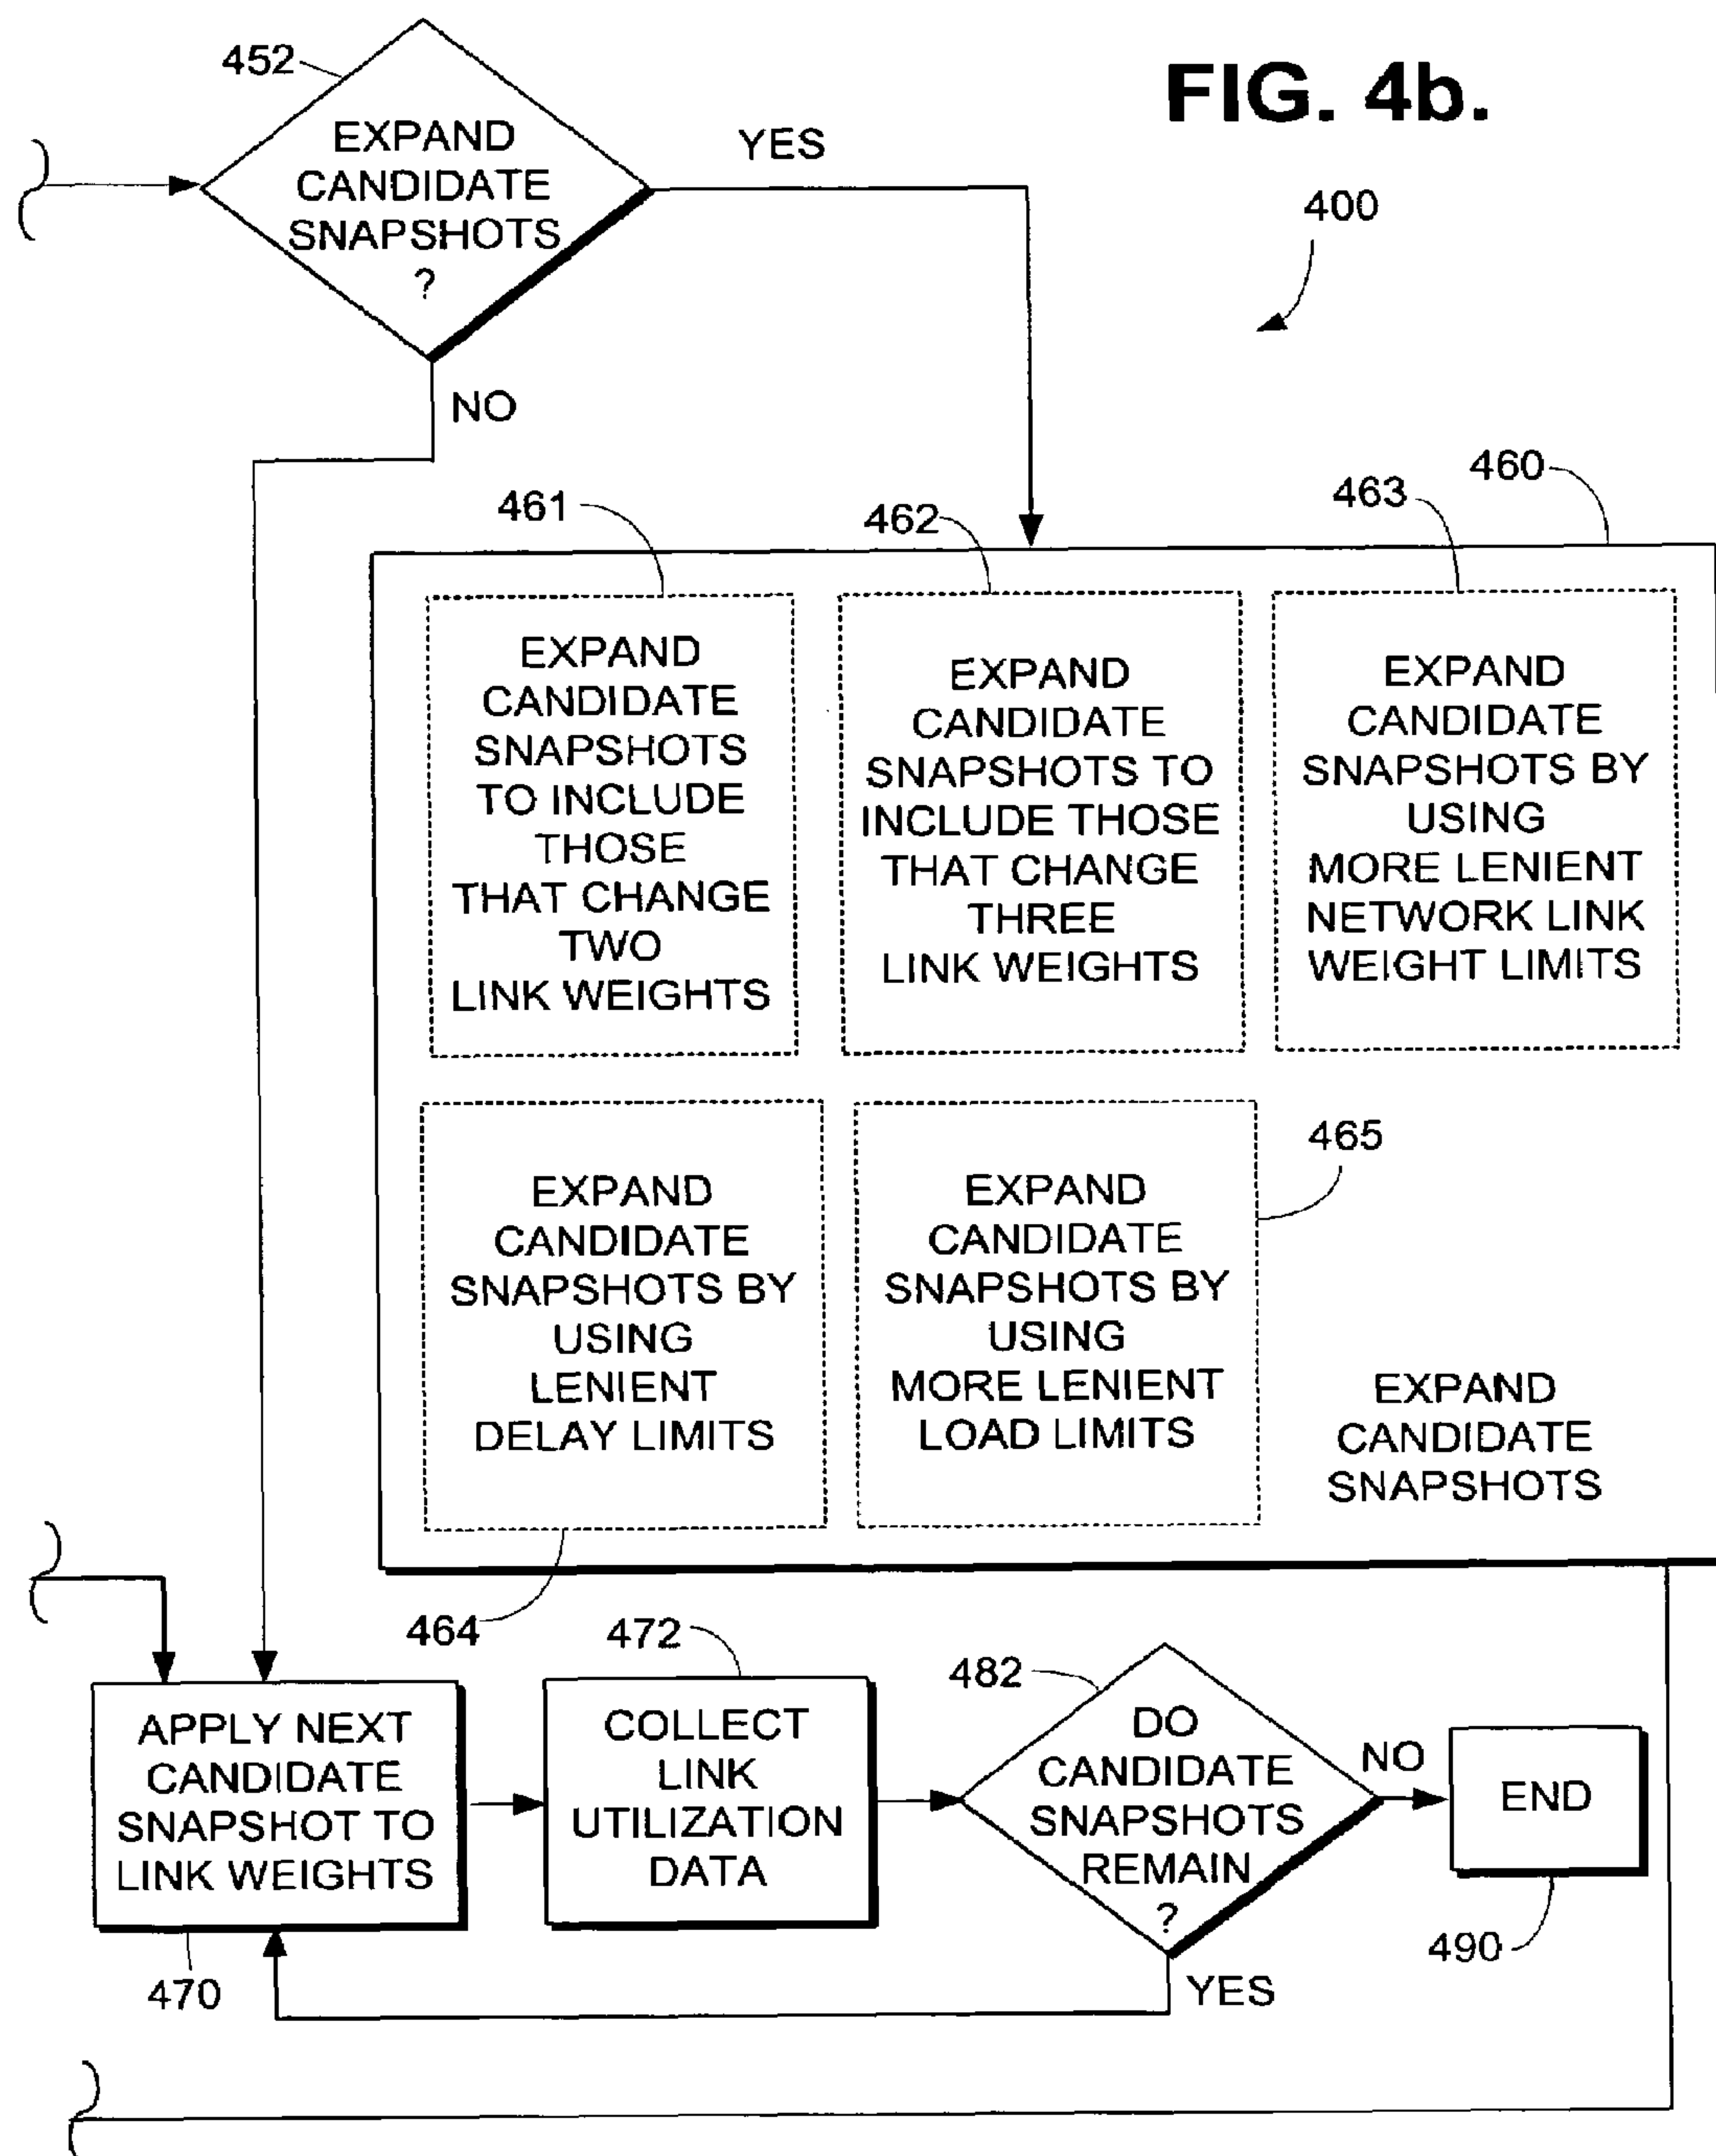 FIG. 4b.
452
EXPAND
CANDIDATE
SNAPSHOTS
?
YES
NO
400
460
461
462
463
EXPAND
CANDIDATE
SNAPSHOTS
TO INCLUDE
THOSE
THAT CHANGE
TWO
LINK WEIGHTS
EXPAND
CANDIDATE
SNAPSHOTS TO
INCLUDE THOSE
THAT CHANGE
THREE
LINK WEIGHTS
EXPAND
CANDIDATE
SNAPSHOTS BY
USING
MORE LENIENT
NETWORK LINK
WEIGHT LIMITS
EXPAND
CANDIDATE
SNAPSHOTS BY
USING
LENIENT
DELAY LIMITS
464
EXPAND
CANDIDATE
SNAPSHOTS BY
USING
MORE LENIENT
LOAD LIMITS
465
EXPAND
CANDIDATE
SNAPSHOTS
APPLY NEXT
CANDIDATE
SNAPSHOT TO
LINK WEIGHTS
470
472
COLLECT
LINK
UTILIZATION
DATA
482
DO
CANDIDATE
SNAPSHOTS
REMAIN
?
NO
YES
END
490